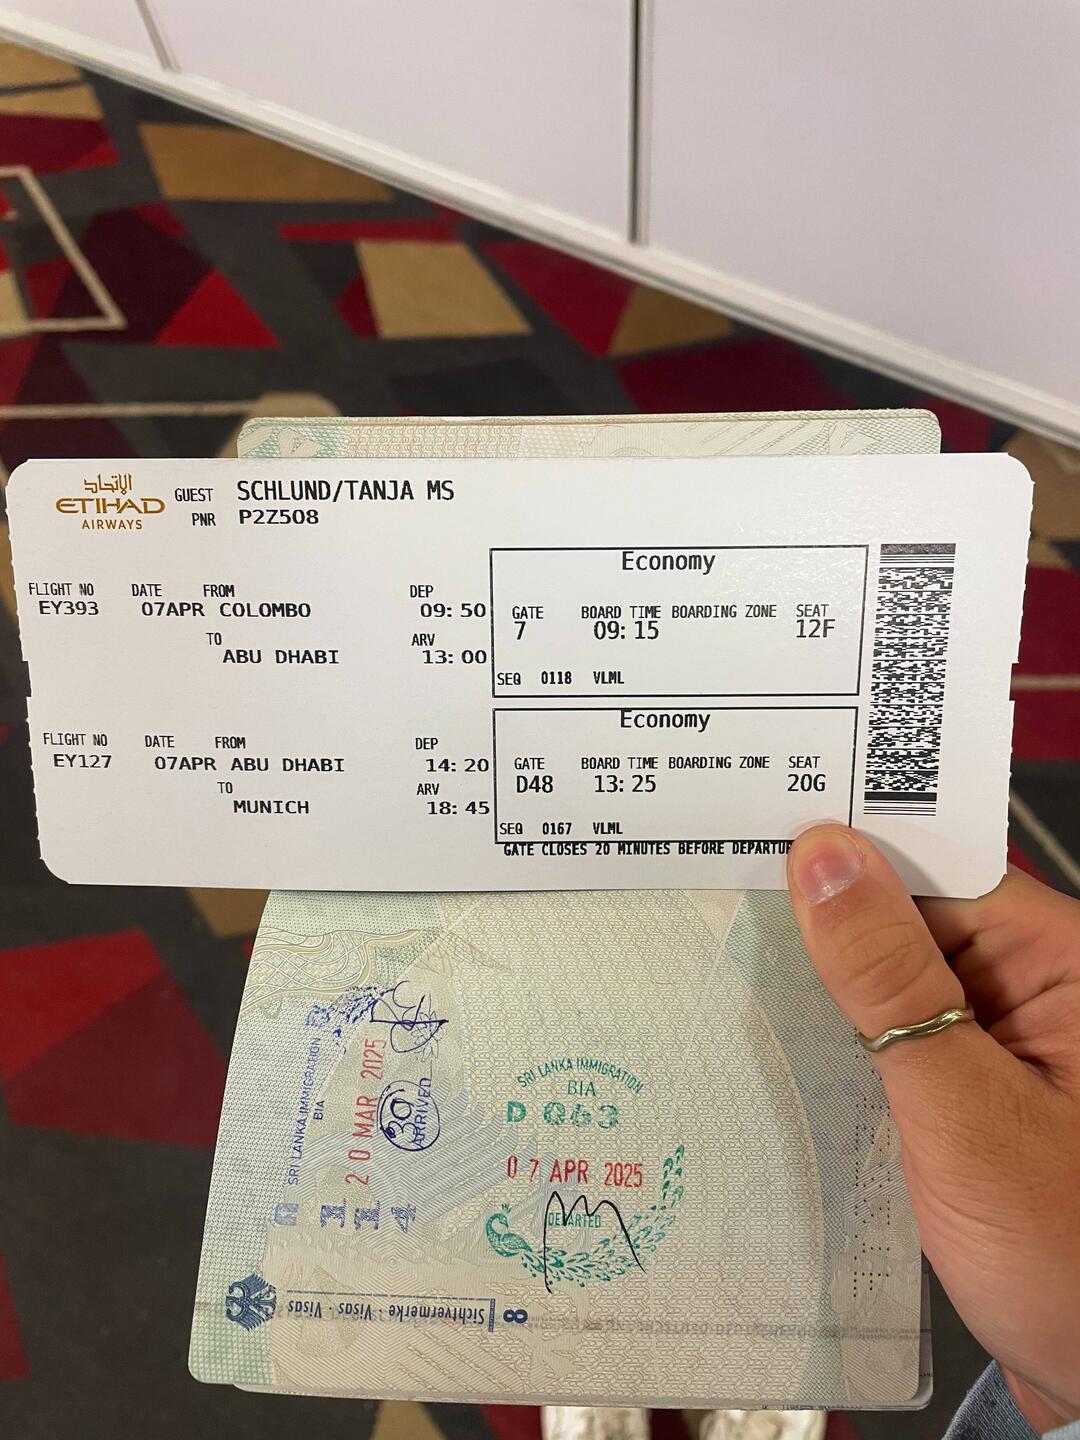 الإتحاد
ETIHAD
AIRWAYS
GUEST SCHLUND/TANJA MS
PNR P2Z508
FLIGHT NO DATE FROM DEP
EY393 07APR COLOMBO 09:50
TO ARV
ABU DHABI 13:00
Economy
GATE BOARD TIME BOARDING ZONE SEAT
7 09:15 12F
SEQ 0118 VLML
FLIGHT NO DATE FROM DEP
EY127 07APR ABU DHABI 14:20
TO ARV
MUNICH 18:45
Economy
GATE BOARD TIME BOARDING ZONE SEAT
D48 13:25 20G
SEQ 0167 VLML
GATE CLOSES 20 MINUTES BEFORE
SRI LANKA IMMIGRATION
BIA
20 MAR 2025
30
ARRIVED
SRI LANKA IMMIGRATION
BIA
D 063
07 APR 2025
DEPARTED
8 Sichtvermerke · Visas · Visas